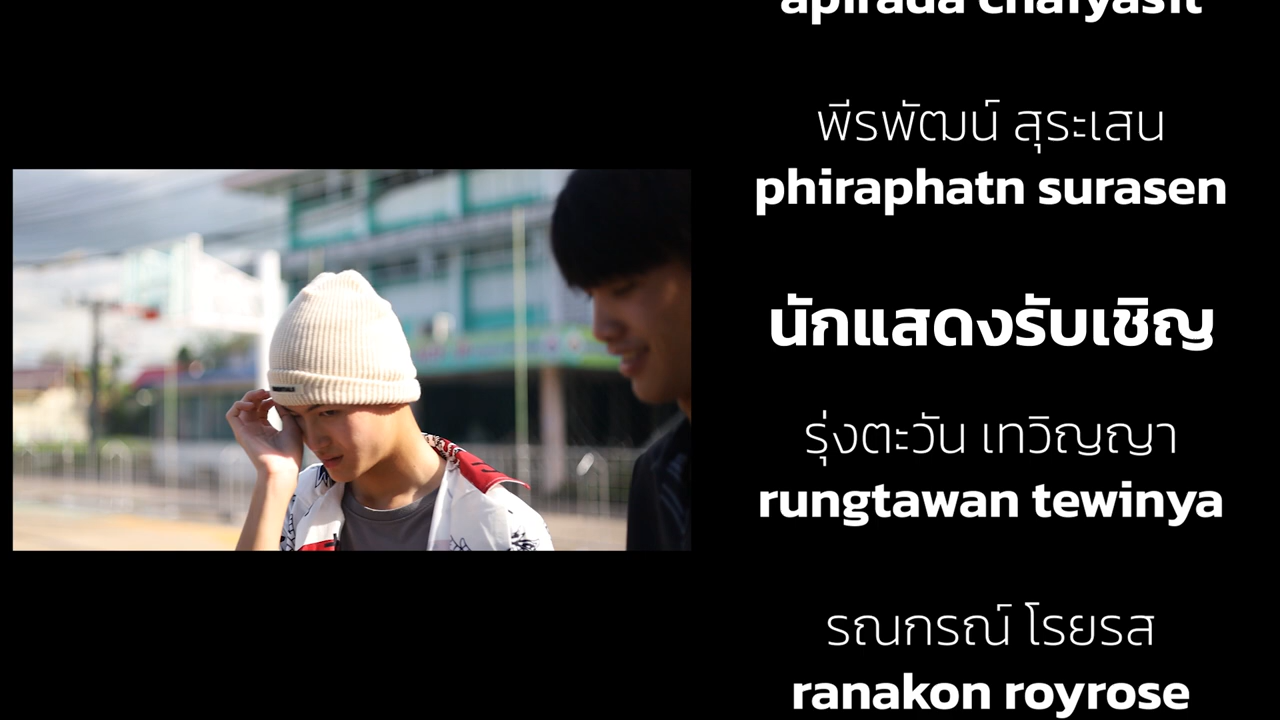 apirada chaiyasit
พีรพัฒน์ สุระเสน
phiraphatn surasen
นักแสดงรับเชิญ
รุ่งตะวัน เทวิญญา
rungtawan tewinya
รณกรณ์ โรยรส
ranakon royrose